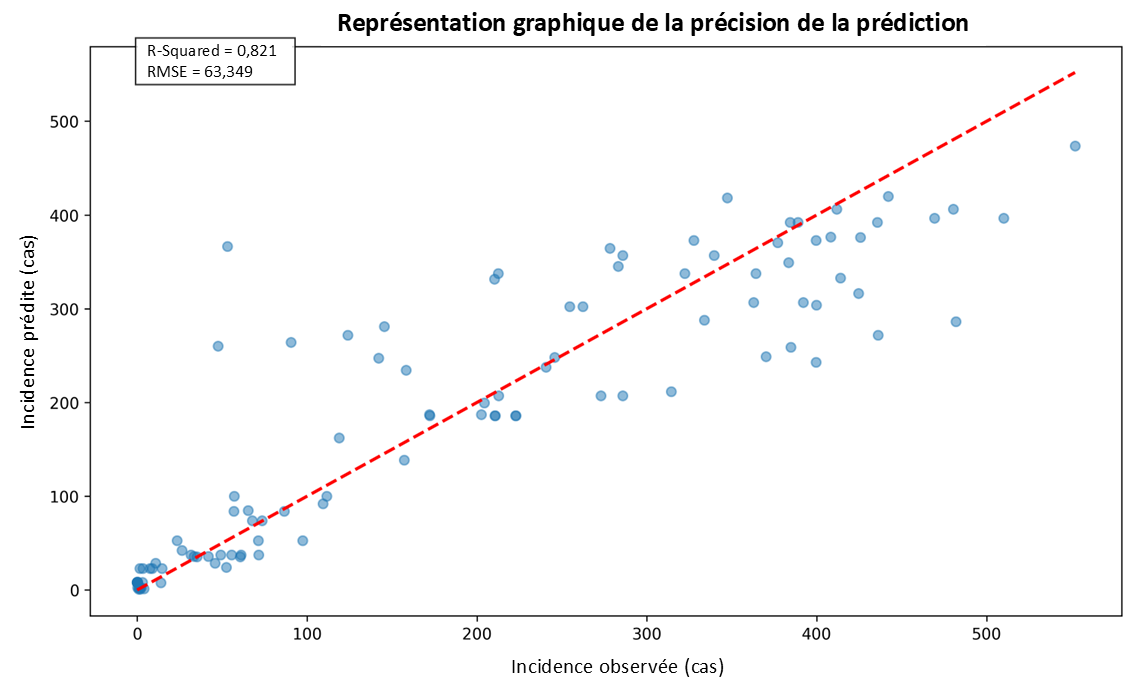 Représentation graphique de la précision de la prédiction
R-Squared = 0,821
RMSE = 63,349
500
400
300
200
100
0
Incidence prédite (cas)
0 100 200 300 400 500
Incidence observée (cas)